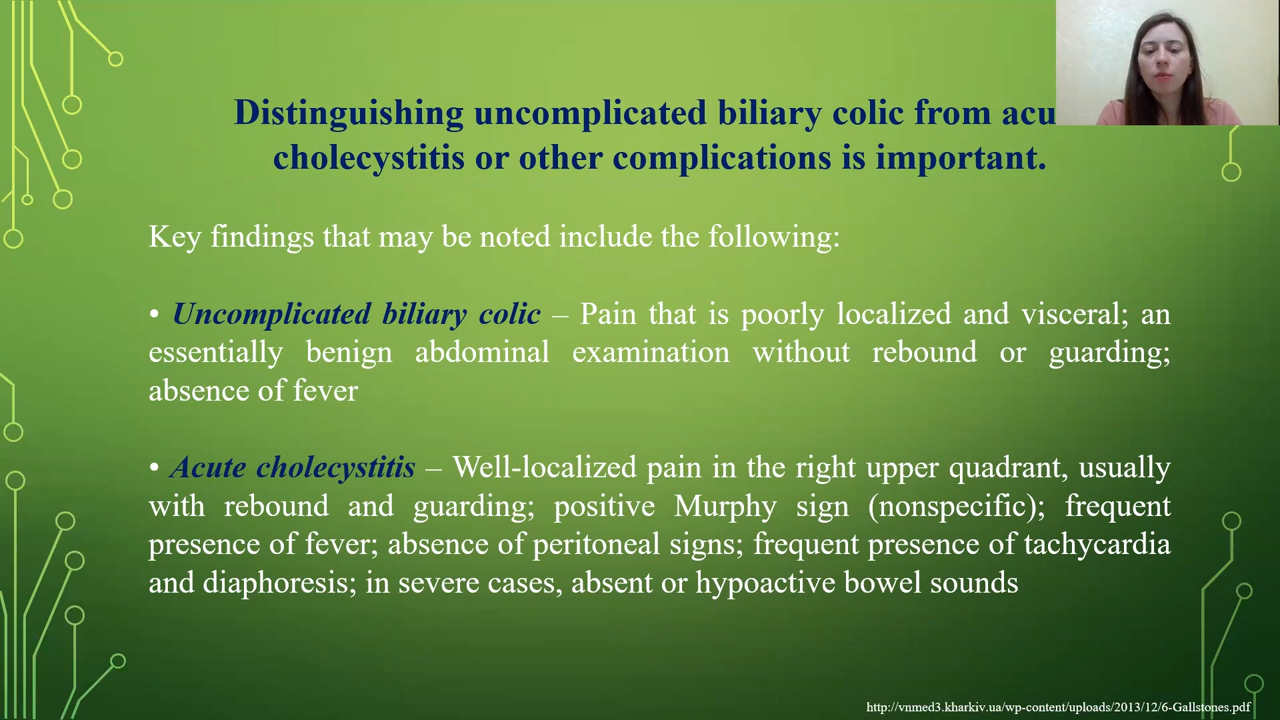 Distinguishing uncomplicated biliary colic from acu
cholecystitis or other complications is important.
Key findings that may be noted include the following:
• Uncomplicated biliary colic – Pain that is poorly localized and visceral; an
essentially benign abdominal examination without rebound or guarding;
absence of fever
• Acute cholecystitis – Well-localized pain in the right upper quadrant, usually
with rebound and guarding; positive Murphy sign (nonspecific); frequent
presence of fever; absence of peritoneal signs; frequent presence of tachycardia
and diaphoresis; in severe cases, absent or hypoactive bowel sounds
http://vnmed3.kharkiv.ua/wp-content/uploads/2013/12/6-Gallstones.pdf